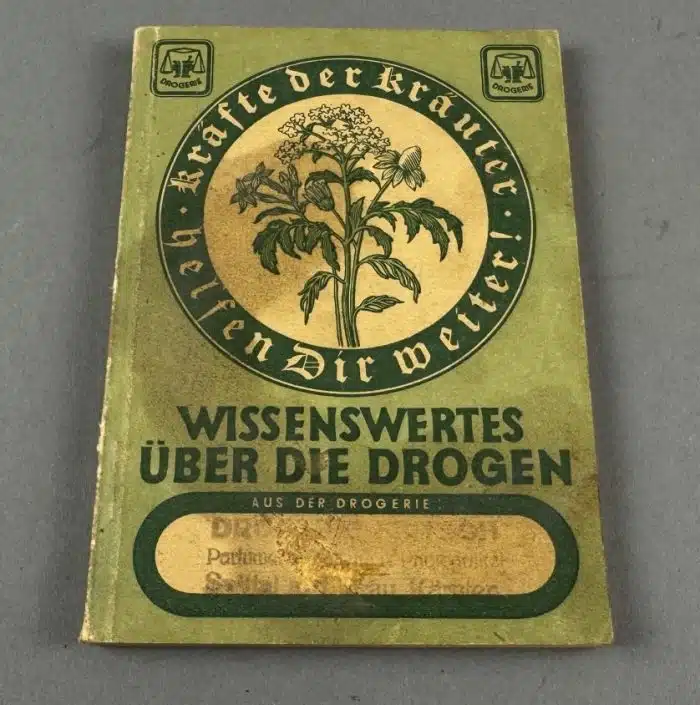 DROGERIE
DROGERIE
Kräfte der Kräuter
helfen Dir weiter!
WISSENSWERTES
ÜBER DIE DROGEN
AUS DER DROGERIE